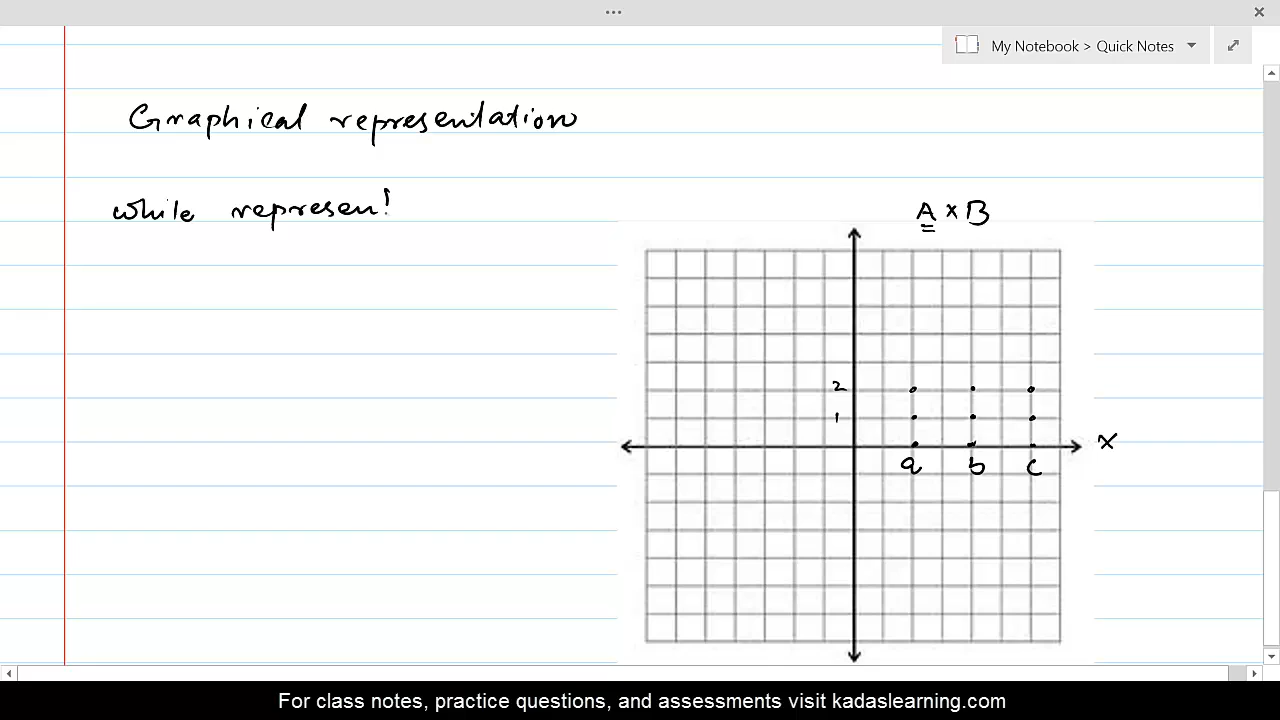 My Notebook > Quick Notes
Graphical representation
while represen
A × B
2
1
x
a b c
For class notes, practice questions, and assessments visit kadaslearning.com